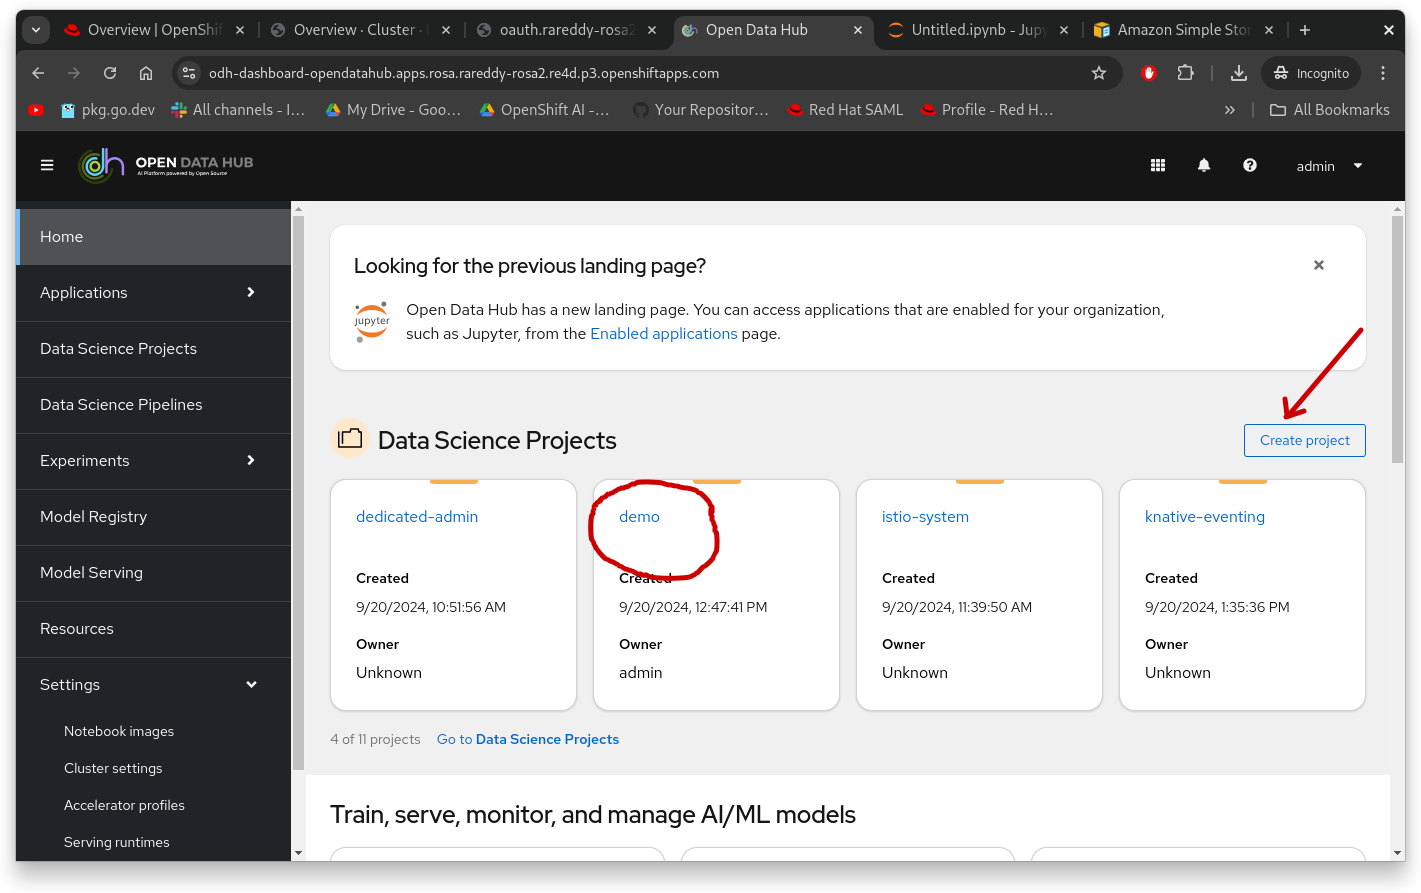 Overview | OpenShif
Overview · Cluster ·
oauth.rareddy-rosa2
Open Data Hub
Untitled.ipynb - Jupy
Amazon Simple Stor
odh-dashboard-opendatahub.apps.rosa.rareddy-rosa2.re4d.p3.openshiftapps.com
Incognito
pkg.go.dev
All channels - I...
My Drive - Goo...
OpenShift AI -...
Your Repositor...
Red Hat SAML
Profile - Red H...
»
All Bookmarks
OPEN DATA HUB
AI Platform powered by Open Source
admin
Home
Applications
Data Science Projects
Data Science Pipelines
Experiments
Model Registry
Model Serving
Resources
Settings
Notebook images
Cluster settings
Accelerator profiles
Serving runtimes
Looking for the previous landing page?
jupyter
Open Data Hub has a new landing page. You can access applications that are enabled for your organization,
such as Jupyter, from the Enabled applications page.
Data Science Projects
Create project
dedicated-admin
Created
9/20/2024, 10:51:56 AM
Owner
Unknown
demo
Created
9/20/2024, 12:47:41 PM
Owner
admin
istio-system
Created
9/20/2024, 11:39:50 AM
Owner
Unknown
knative-eventing
Created
9/20/2024, 1:35:36 PM
Owner
Unknown
4 of 11 projects
Go to Data Science Projects
Train, serve, monitor, and manage AI/ML models